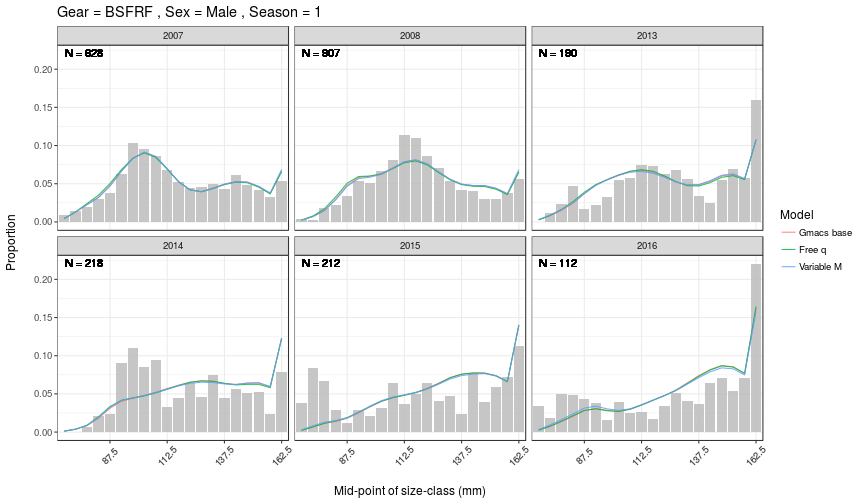 Gear = BSFRF , Sex = Male , Season = 1
2007 2008 2013
N = 628 N = 907 N = 190
0.20
0.15
0.10
0.05
0.00
2014 2015 2016
N = 218 N = 212 N = 112
0.20
0.15
0.10
0.05
0.00
87.5 112.5 137.5 162.5 87.5 112.5 137.5 162.5 87.5 112.5 137.5 162.5
Mid-point of size-class (mm)
Proportion
Model
Gmacs base
Free q
Variable M